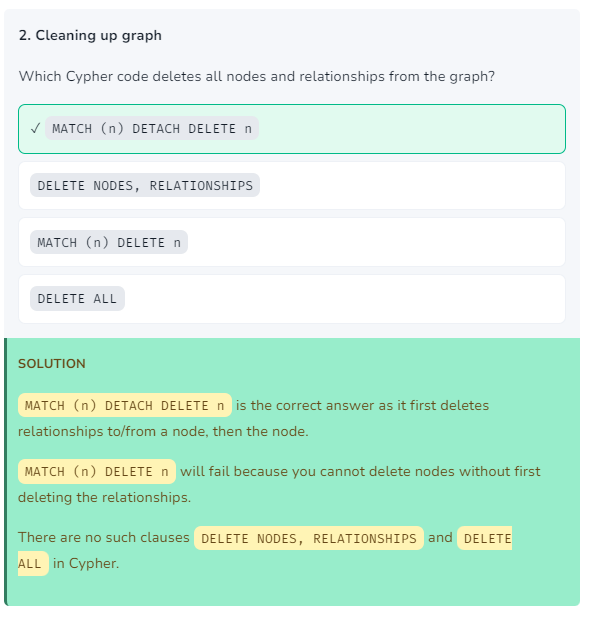 2. Cleaning up graph
Which Cypher code deletes all nodes and relationships from the graph?
✓ MATCH (n) DETACH DELETE n
DELETE NODES, RELATIONSHIPS
MATCH (n) DELETE n
DELETE ALL
SOLUTION
MATCH (n) DETACH DELETE n is the correct answer as it first deletes
relationships to/from a node, then the node.
MATCH (n) DELETE n will fail because you cannot delete nodes without first
deleting the relationships.
There are no such clauses DELETE NODES, RELATIONSHIPS and DELETE
ALL in Cypher.